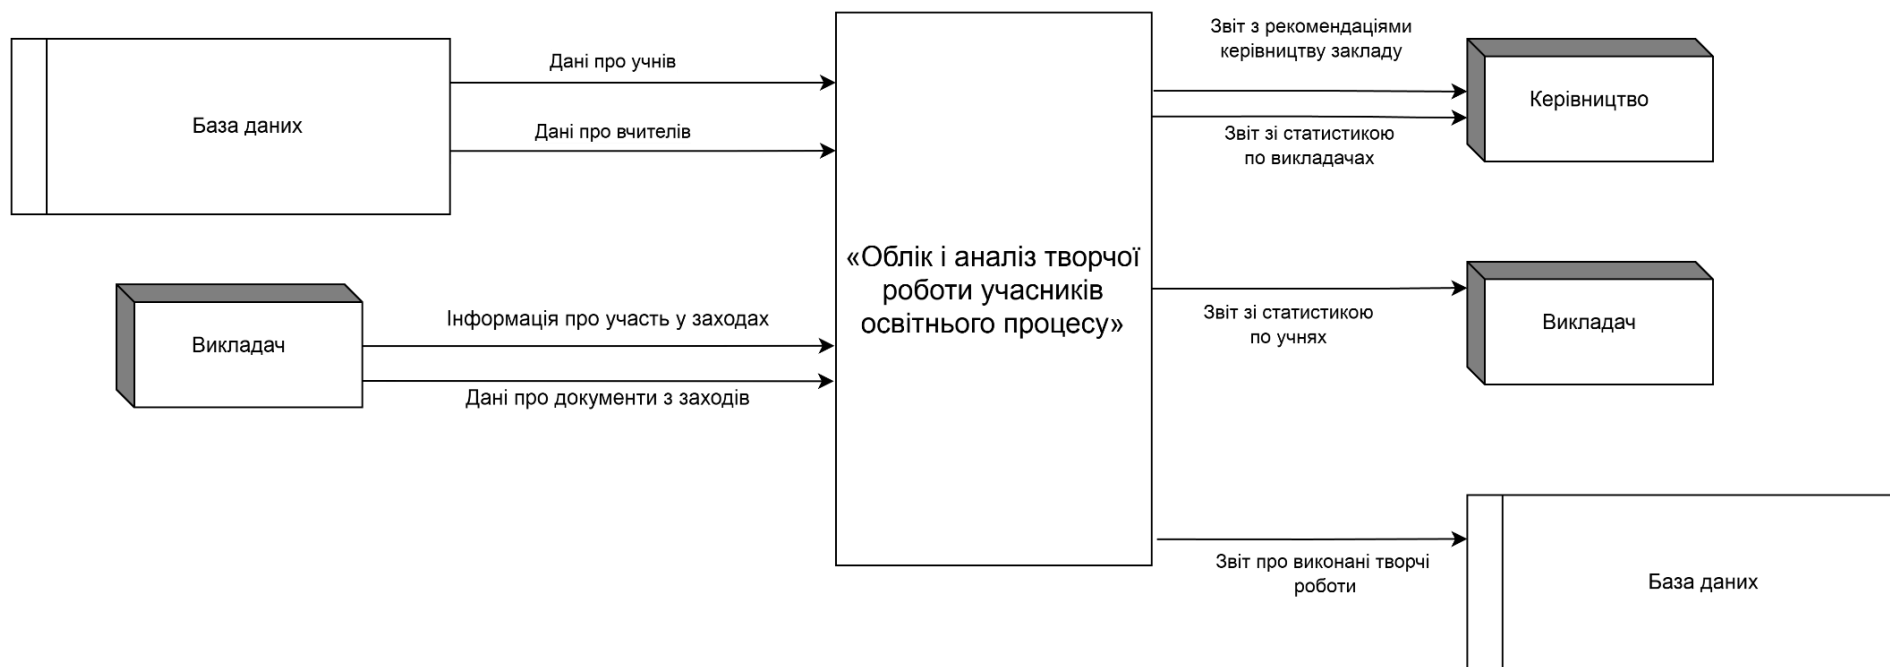 База даних
Дані про учнів
Дані про вчителів
Викладач
Інформація про участь у заходах
Дані про документи з заходів
«Облік і аналіз творчої
роботи учасників
освітнього процесу»
Звіт з рекомендаціями
керівництву закладу
Звіт зі статистикою
по викладачах
Керівництво
Звіт зі статистикою
по учнях
Викладач
Звіт про виконані творчі
роботи
База даних